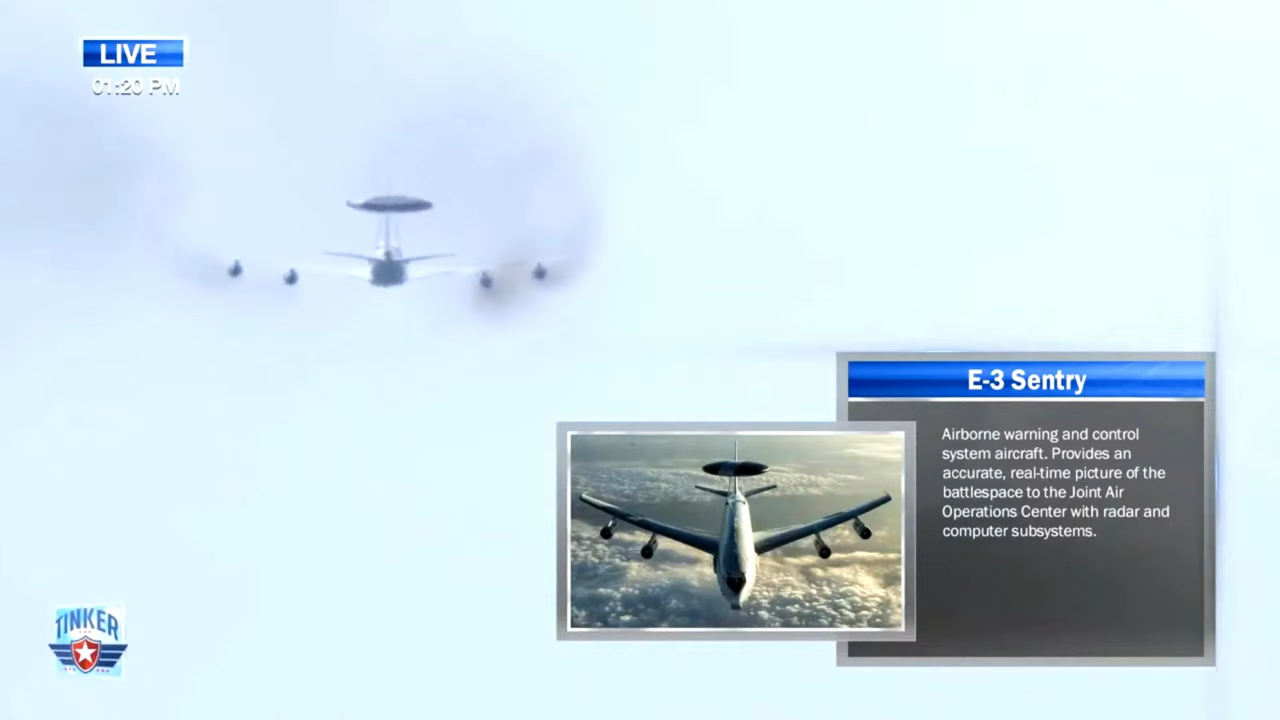 LIVE
01:20 PM
E-3 Sentry
Airborne warning and control
system aircraft. Provides an
accurate, real-time picture of the
battlespace to the Joint Air
Operations Center with radar and
computer subsystems.
TINKER